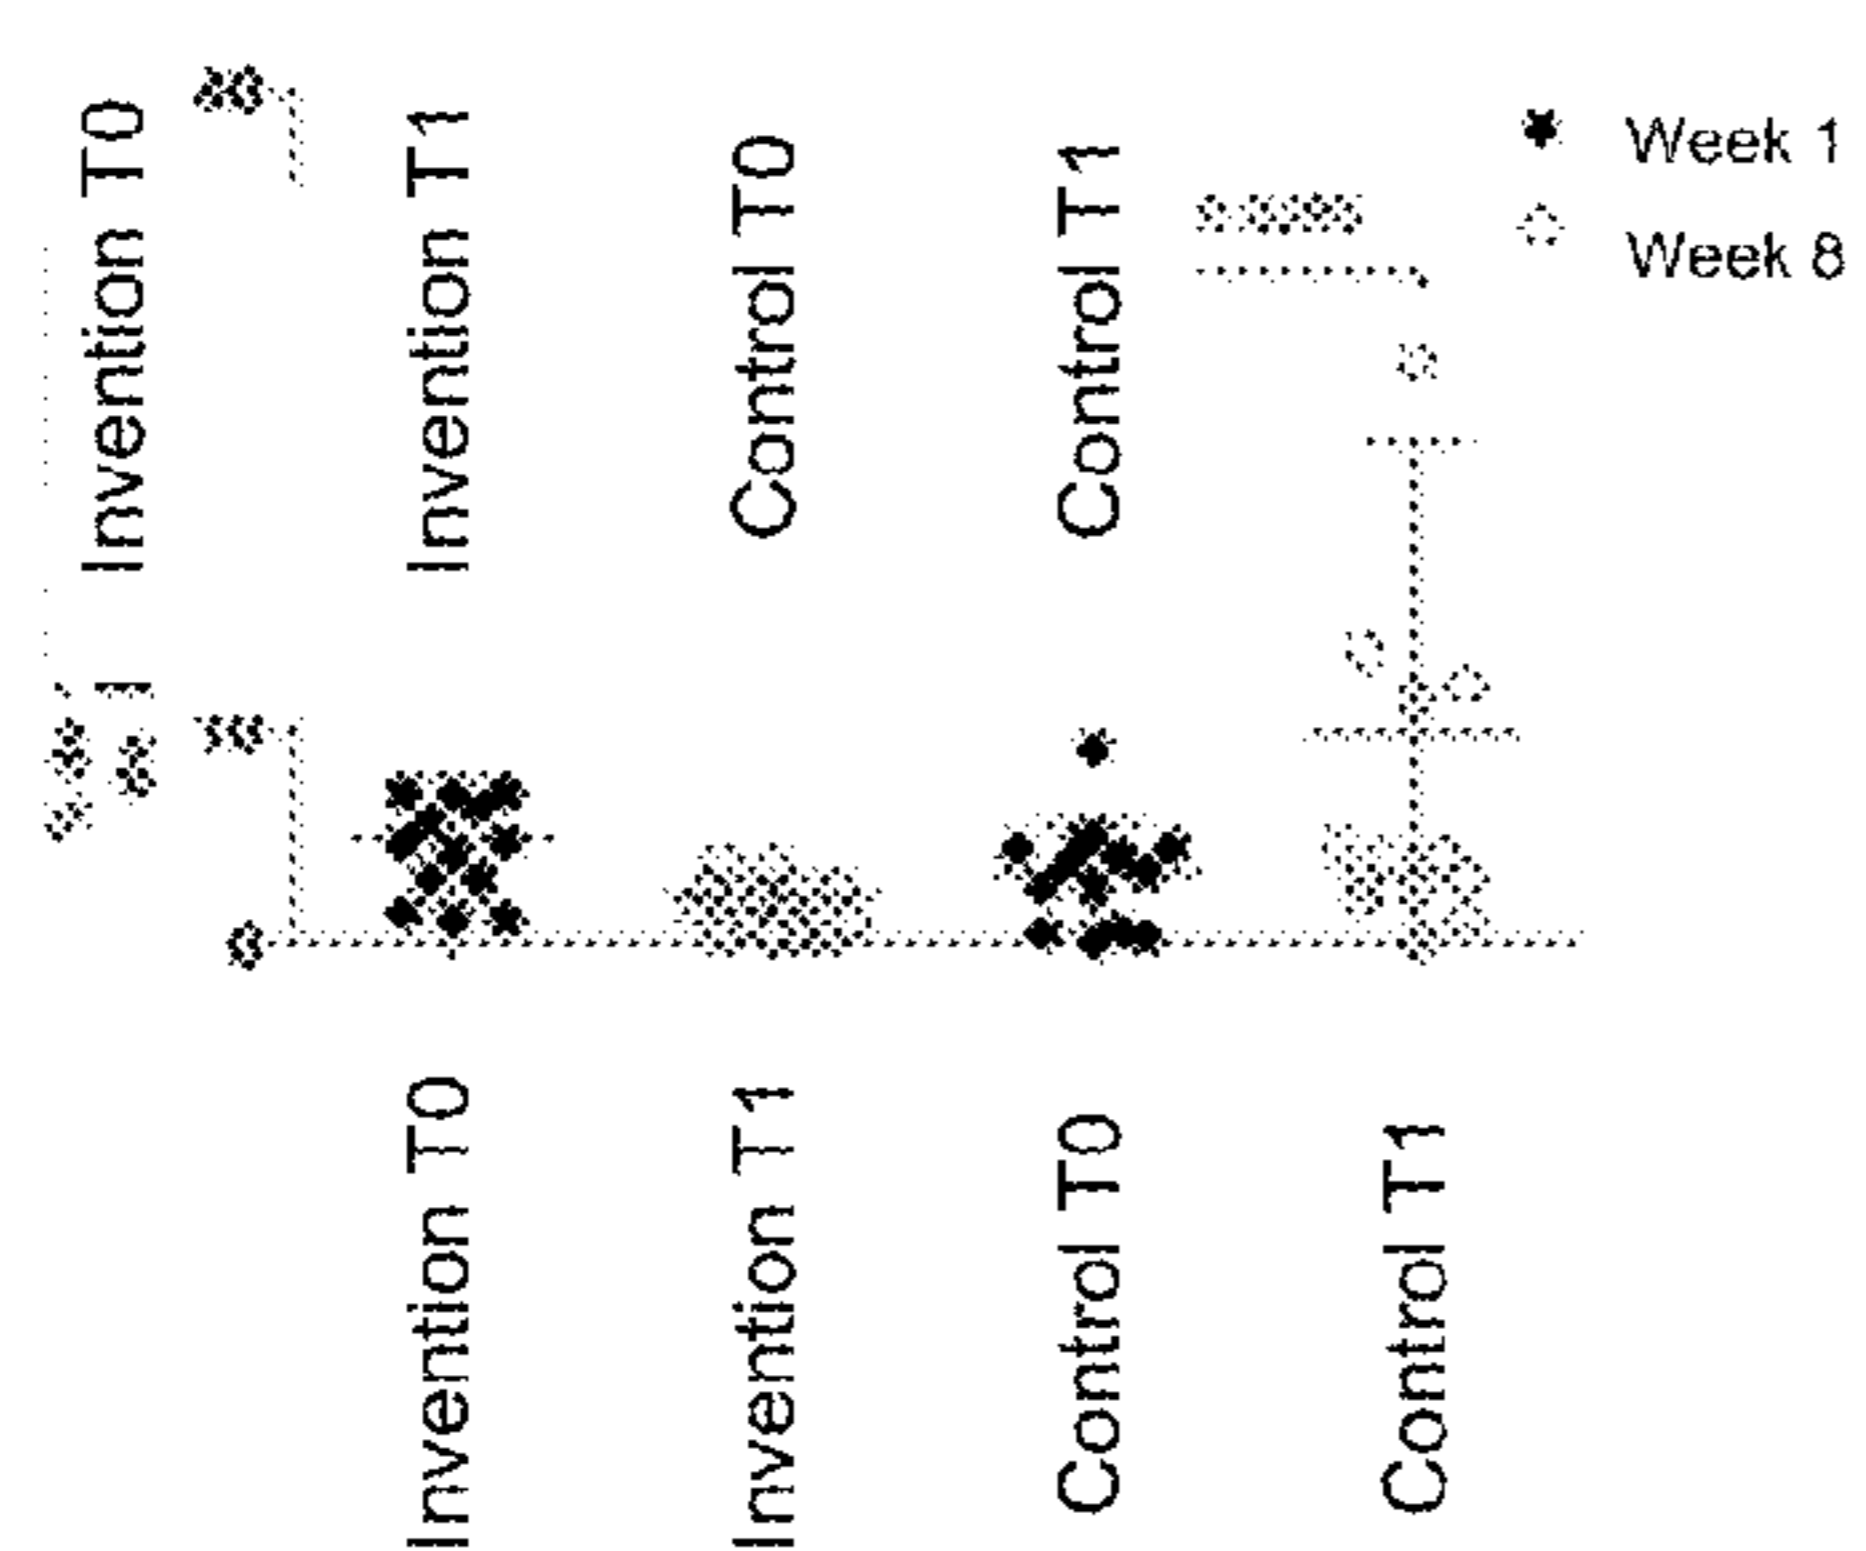 Invention T0
Invention T1
Control T0
Control T1
Week 1
Week 8
Invention T0
Invention T1
Control T0
Control T1